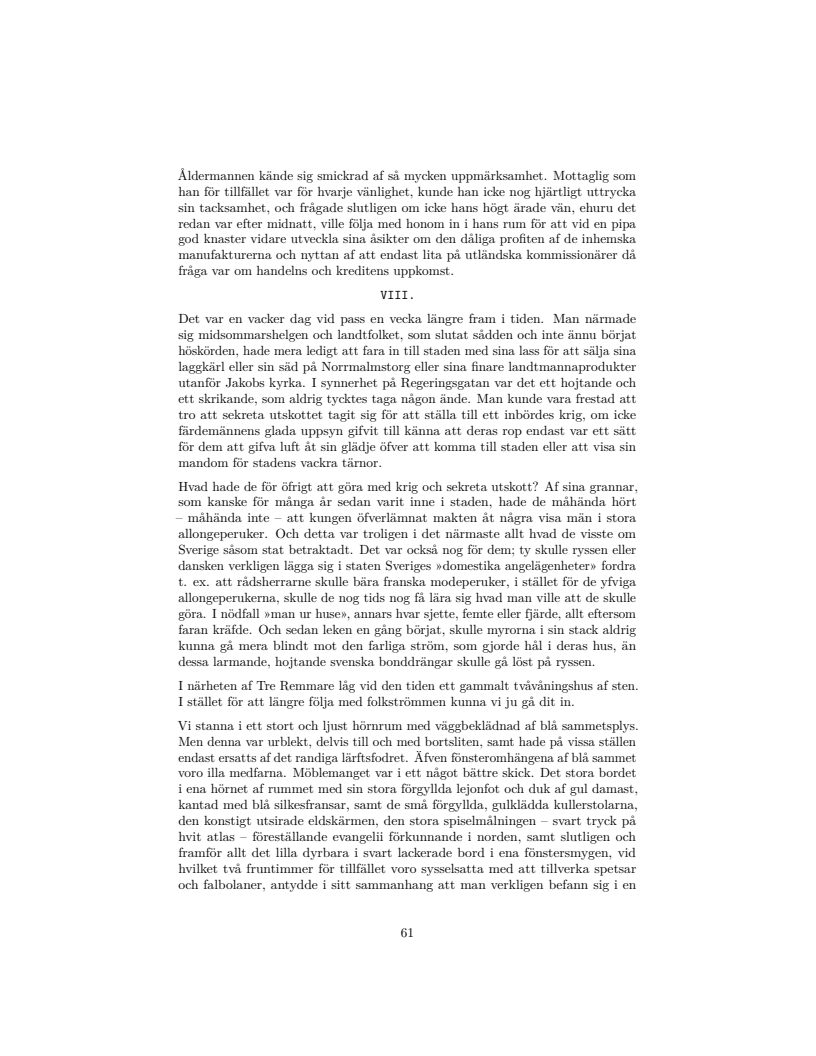 Åldermannen kände sig smickrad af så mycken uppmärksamhet. Mottaglig som
han för tillfället var för hvarje vänlighet, kunde han icke nog hjärtligt uttrycka
sin tacksamhet, och frågade slutligen om icke hans högt ärade vän, ehuru det
redan var efter midnatt, ville följa med honom in i hans rum för att vid en pipa
god knaster vidare utveckla sina åsikter om den dåliga profiten af de inhemska
manufakturerna och nyttan af att endast lita på utländska kommissionärer då
fråga var om handelns och kreditens uppkomst.
VIII.
Det var en vacker dag vid pass en vecka längre fram i tiden. Man närmade
sig midsommarshelgen och landtfolket, som slutat sådden och inte ännu börjat
höskörden, hade mera ledigt att fara in till staden med sina lass för att sälja sina
laggkärl eller sin säd på Norrmalmstorg eller sina finare landtmannaprodukter
utanför Jakobs kyrka. I synnerhet på Regeringsgatan var det ett hojtande och
ett skrikande, som aldrig tycktes taga någon ände. Man kunde vara frestad att
tro att sekreta utskottet tagit sig för att ställa till ett inbördes krig, om icke
färdemännens glada uppsyn gifvit till känna att deras rop endast var ett sätt
för dem att gifva luft åt sin glädje öfver att komma till staden eller att visa sin
mandom för stadens vackra tärnor.
Hvad hade de för öfrigt att göra med krig och sekreta utskott? Af sina grannar,
som kanske för många år sedan varit inne i staden, hade de måhända hört
– måhända inte – att kungen öfverlämnat makten åt några visa män i stora
allongeperuker. Och detta var troligen i det närmaste allt hvad de visste om
Sverige såsom stat betraktadt. Det var också nog för dem; ty skulle ryssen eller
dansken verkligen lägga sig i staten Sveriges »domestika angelägenheter» fordra
t. ex. att rådsherrarne skulle bära franska modeperuker, i stället för de yfviga
allongeperukerna, skulle de nog tids nog få lära sig hvad man ville att de skulle
göra. I nödfall »man ur huse», annars hvar sjette, femte eller fjärde, allt eftersom
faran kräfde. Och sedan leken en gång börjat, skulle myrorna i sin stack aldrig
kunna gå mera blindt mot den farliga ström, som gjorde hål i deras hus, än
dessa larmande, hojtande svenska bonddrängar skulle gå löst på ryssen.
I närheten af Tre Remmare låg vid den tiden ett gammalt tvåvåningshus af sten.
I stället för att längre följa med folkströmmen kunna vi ju gå dit in.
Vi stanna i ett stort och ljust hörnrum med väggbeklädnad af blå sammetsplys.
Men denna var urblekt, delvis till och med bortsliten, samt hade på vissa ställen
endast ersatts af det randiga lärftsfodret. Äfven fönsteromhängena af blå sammet
voro illa medfarna. Möblemanget var i ett något bättre skick. Det stora bordet
i ena hörnet af rummet med sin stora förgyllda lejonfot och duk af gul damast,
kantad med blå silkesfransar, samt de små förgyllda, gulklädda kullerstolarna,
den konstigt utsirade eldskärmen, den stora spiselmålningen – svart tryck på
hvit atlas – föreställande evangelii förkunnande i norden, samt slutligen och
framför allt det lilla dyrbara i svart lackerade bord i ena fönstersmygen, vid
hvilket två fruntimmer för tillfället voro sysselsatta med att tillverka spetsar
och falbolaner, antydde i sitt sammanhang att man verkligen befann sig i en
61